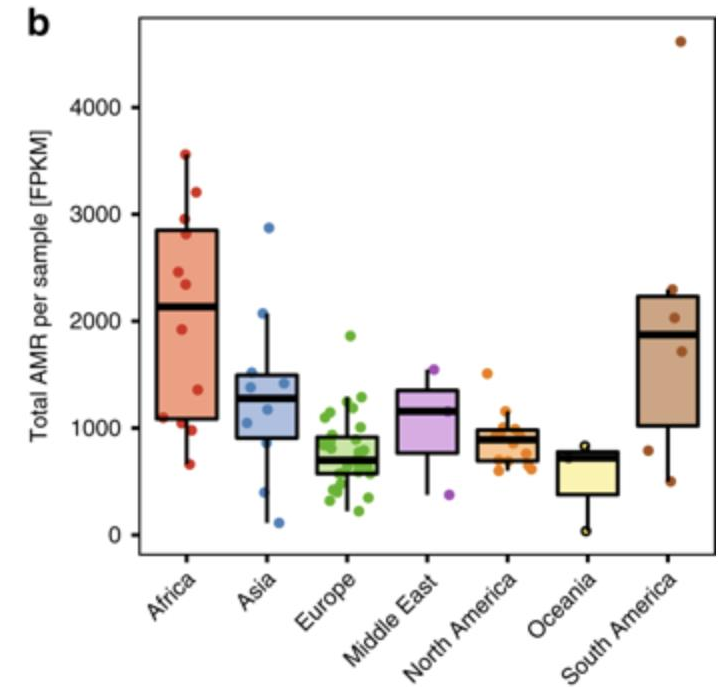 b
Total AMR per sample [FPKM]
4000
3000
2000
1000
0
Africa
Asia
Europe
Middle East
North America
Oceania
South America